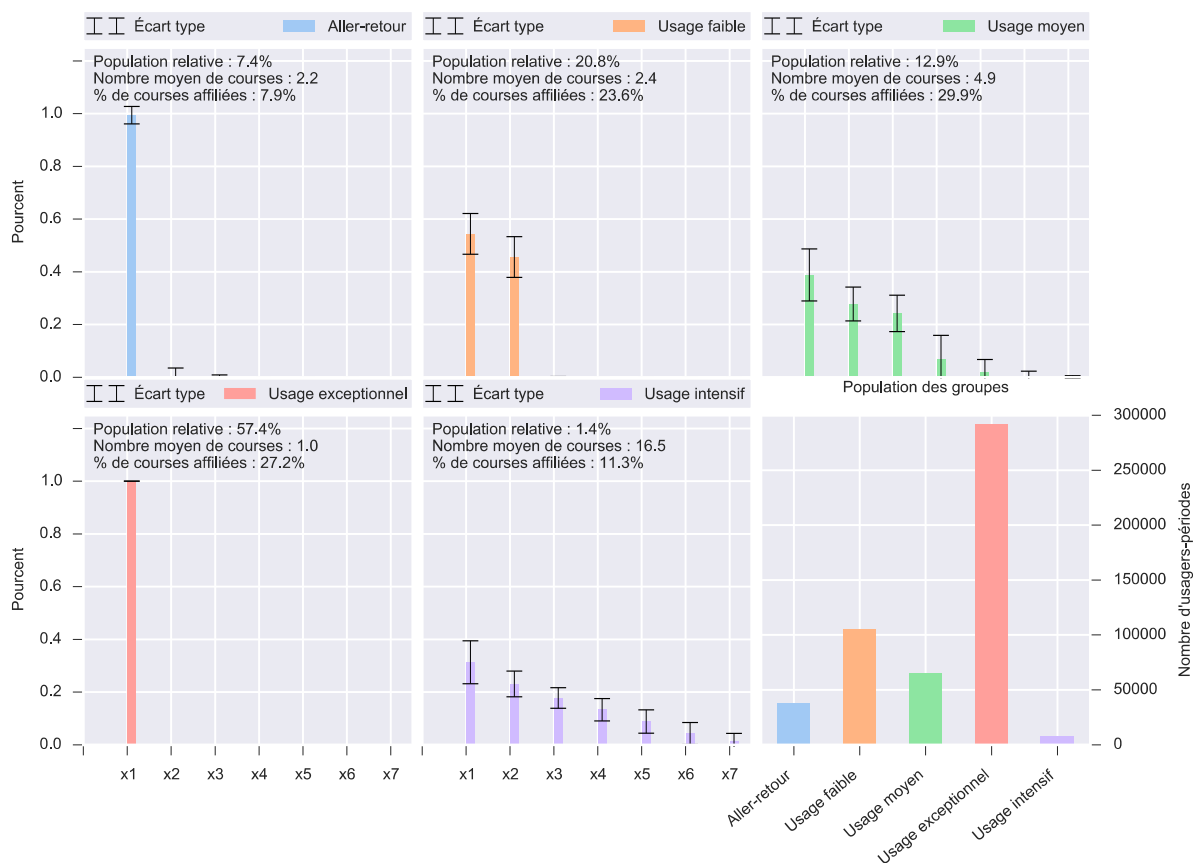 Écart type
Aller-retour
Population relative : 7.4%
Nombre moyen de courses : 2.2
% de courses affiliées : 7.9%
Pourcent
1.0
0.8
0.6
0.4
0.2
0.0
Écart type
Usage faible
Population relative : 20.8%
Nombre moyen de courses : 2.4
% de courses affiliées : 23.6%
Écart type
Usage moyen
Population relative : 12.9%
Nombre moyen de courses : 4.9
% de courses affiliées : 29.9%
Écart type
Usage exceptionnel
Population relative : 57.4%
Nombre moyen de courses : 1.0
% de courses affiliées : 27.2%
Pourcent
1.0
0.8
0.6
0.4
0.2
0.0
x1 x2 x3 x4 x5 x6 x7
Écart type
Usage intensif
Population relative : 1.4%
Nombre moyen de courses : 16.5
% de courses affiliées : 11.3%
x1 x2 x3 x4 x5 x6 x7
Population des groupes
300000
250000
200000
150000
100000
50000
0
Nombre d'usagers-périodes
Aller-retour
Usage faible
Usage moyen
Usage exceptionnel
Usage intensif